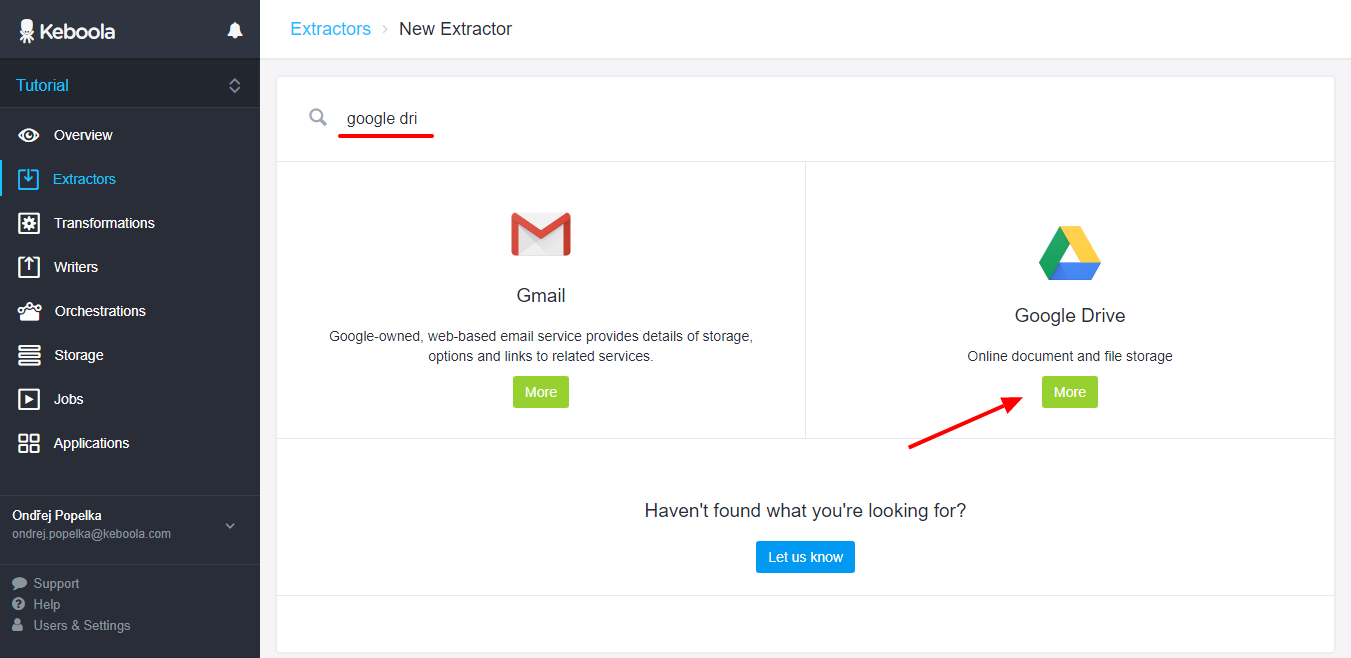 Keboola
Tutorial
Overview
Extractors
Transformations
Writers
Orchestrations
Storage
Jobs
Applications
Ondřej Popelka
ondrej.popelka@keboola.com
Support
Help
Users & Settings
Extractors › New Extractor
google dri
Gmail
Google-owned, web-based email service provides details of storage,
options and links to related services.
More
Google Drive
Online document and file storage
More
Haven't found what you're looking for?
Let us know